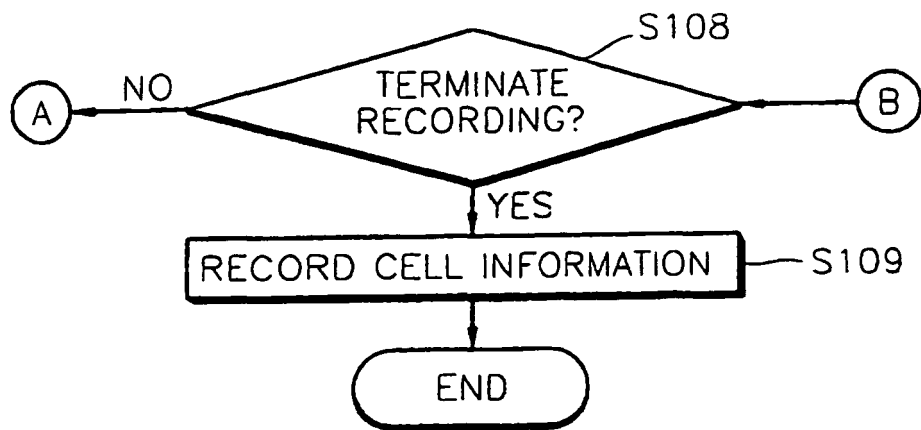 S108
TERMINATE
RECORDING?
NO
A
B
YES
RECORD CELL INFORMATION
S109
END